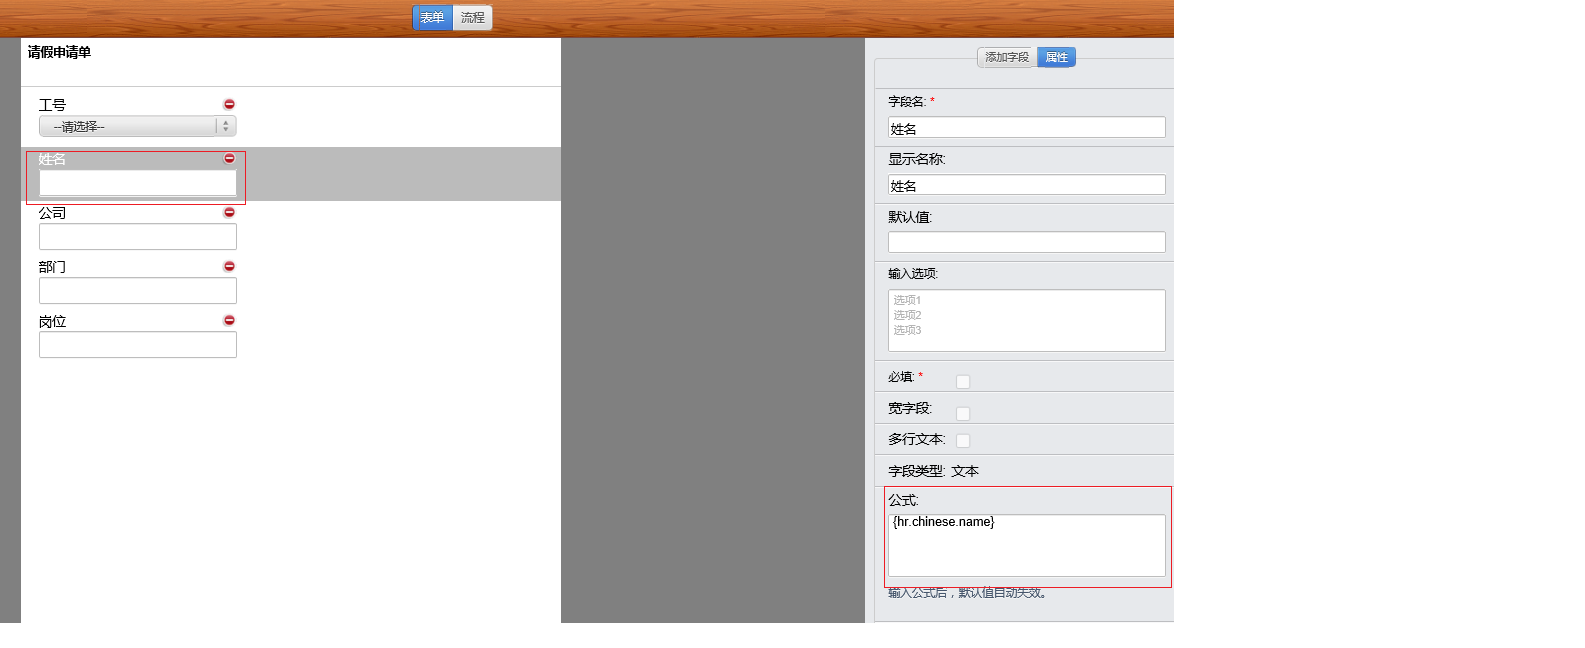 表单 流程
请假申请单
工号
--请选择--
姓名
公司
部门
岗位
添加字段 属性
字段名: *
姓名
显示名称:
姓名
默认值:
输入选项:
选项1
选项2
选项3
必填: *
宽字段:
多行文本:
字段类型: 文本
公式:
{hr.chinese.name}
输入公式后，默认值自动失效。